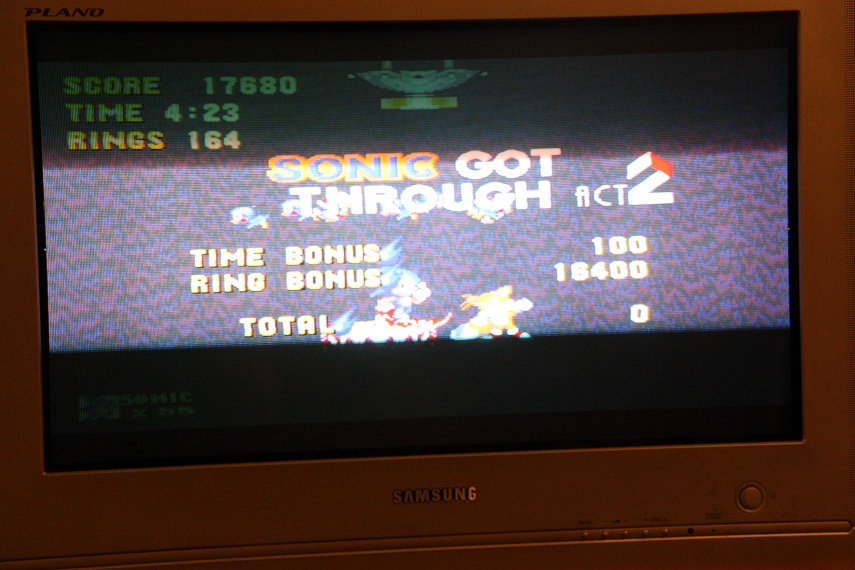 PLANO
SCORE 17680
TIME 4:23
RINGS 164
SONIC GOT
THROUGH ACT 2
TIME BONUS 100
RING BONUS 16400
TOTAL 0
SONIC
×
SAMSUNG